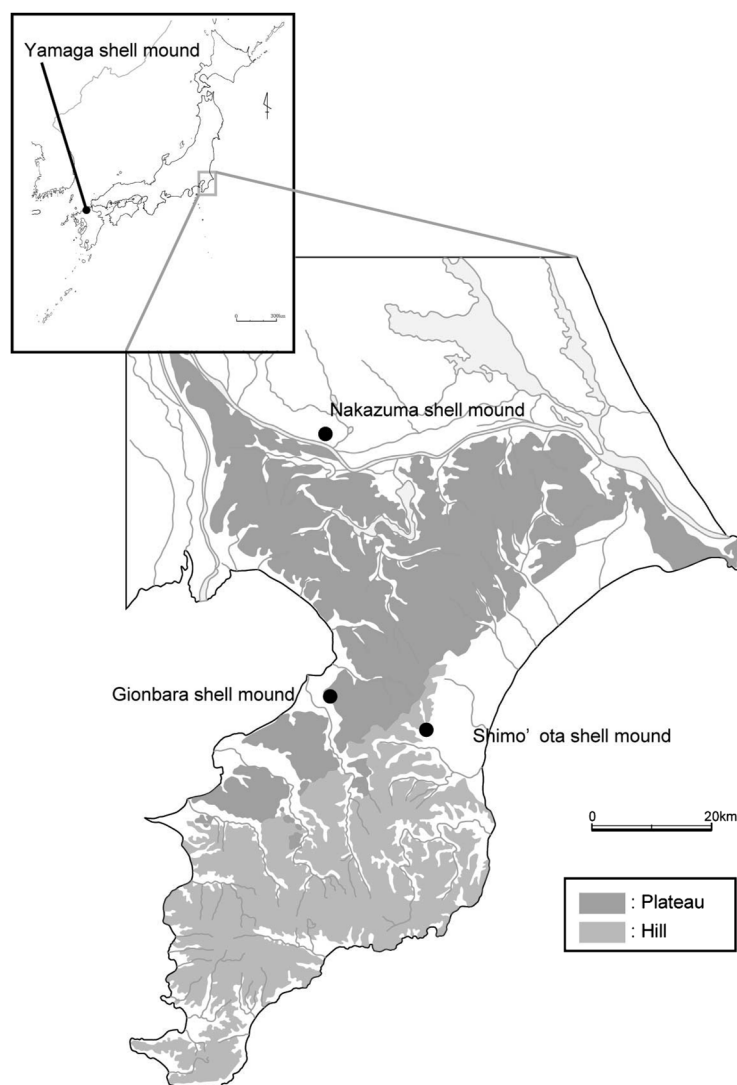 Yamaga shell mound
Nakazuma shell mound
Gionbara shell mound
Shimo' ota shell mound
0 20km
: Plateau
: Hill